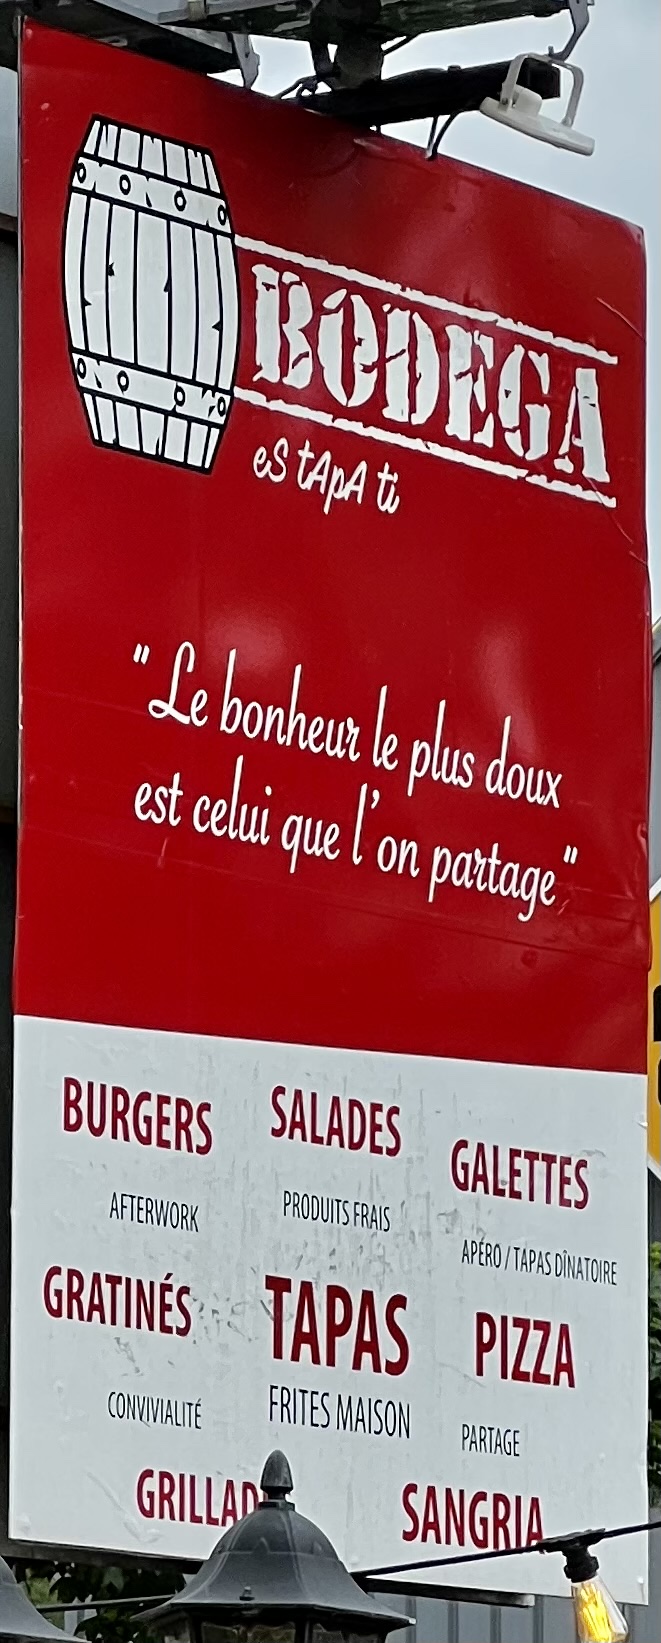 BODEGA
eS tApA ti
"Le bonheur le plus doux
est celui que l'on partage"
BURGERS SALADES GALETTES
AFTERWORK PRODUITS FRAIS APÉRO / TAPAS DÎNATOIRE
GRATINÉS TAPAS PIZZA
CONVIVIALITÉ FRITES MAISON PARTAGE
SANGRIA